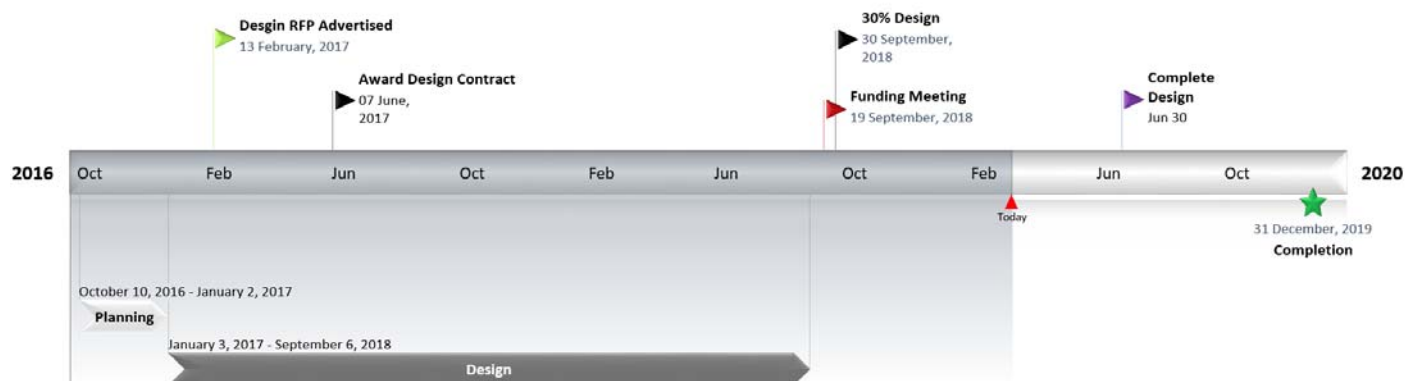 Desgin RFP Advertised
13 February, 2017
Award Design Contract
07 June,
2017
30% Design
30 September,
2018
Funding Meeting
19 September, 2018
Complete
Design
Jun 30
2016 Oct Feb Jun Oct Feb Jun Oct Feb Jun Oct 2020
Today
31 December, 2019
Completion
October 10, 2016 - January 2, 2017
Planning
January 3, 2017 - September 6, 2018
Design